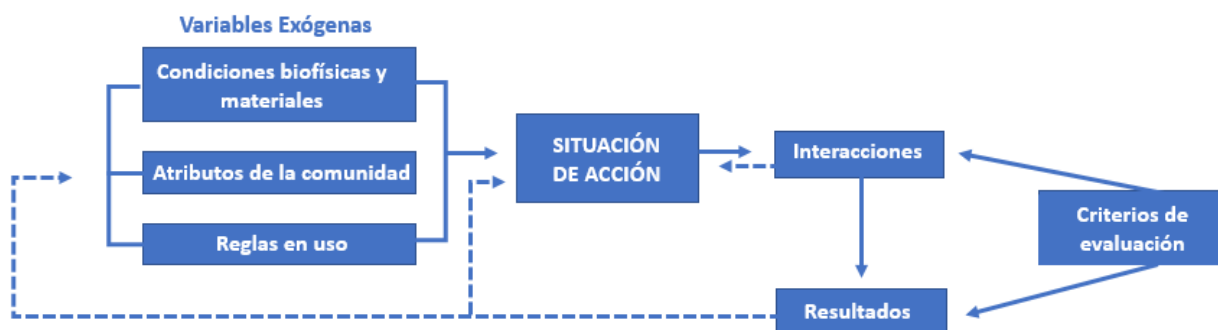 Variables Exógenas
Condiciones biofísicas y
materiales
Atributos de la comunidad
Reglas en uso
SITUACIÓN
DE ACCIÓN
Interacciones
Resultados
Criterios de
evaluación